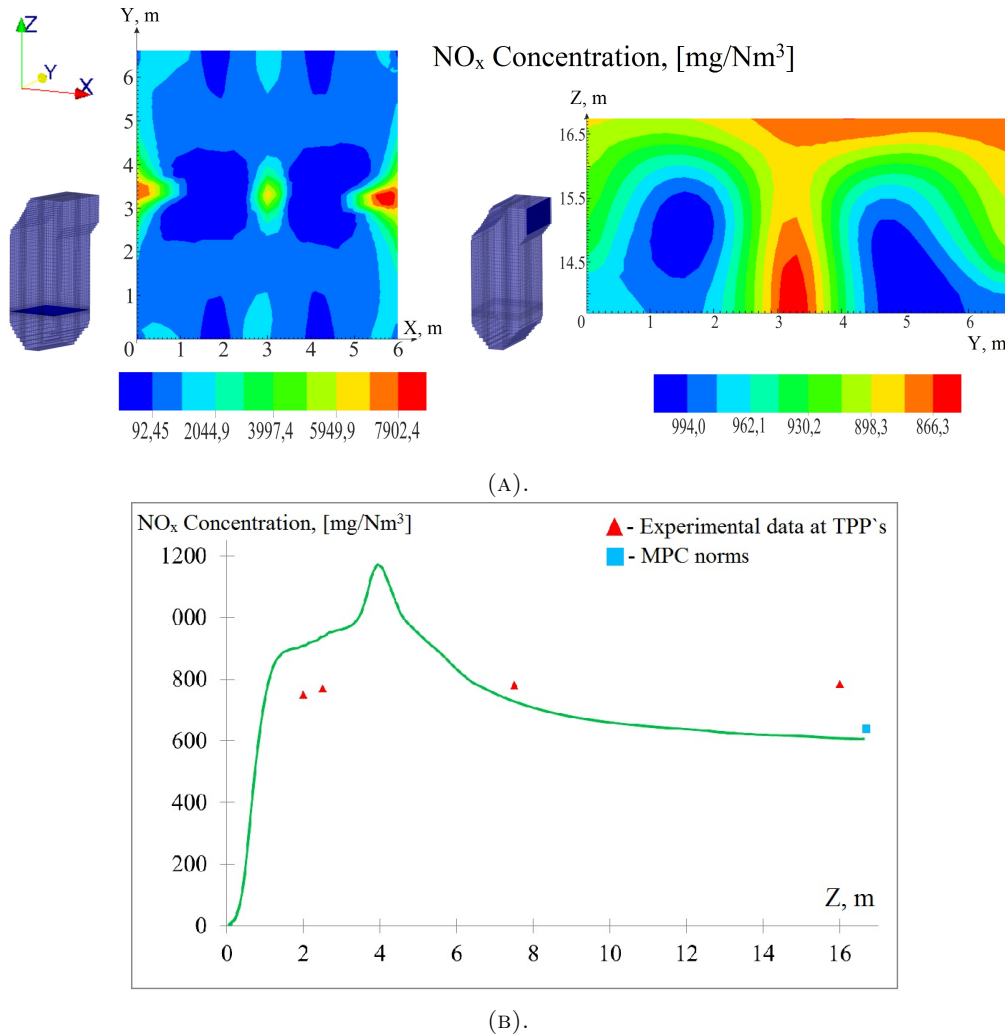 Z
Y
X
Y, m
6
5
4
3
2
1
0
1
2
3
4
5
6
X, m
92,45 2044,9 3997,4 5949,9 7902,4
NOx Concentration, [mg/Nm³]
Z, m
16.5
15.5
14.5
0
1
2
3
4
5
6
Y, m
994,0 962,1 930,2 898,3 866,3
(A).
NOx Concentration, [mg/Nm³]
▲ - Experimental data at TPP`s
■ - MPC norms
1200
000
800
600
400
200
0
0 2 4 6 8 10 12 14 16
Z, m
(B).